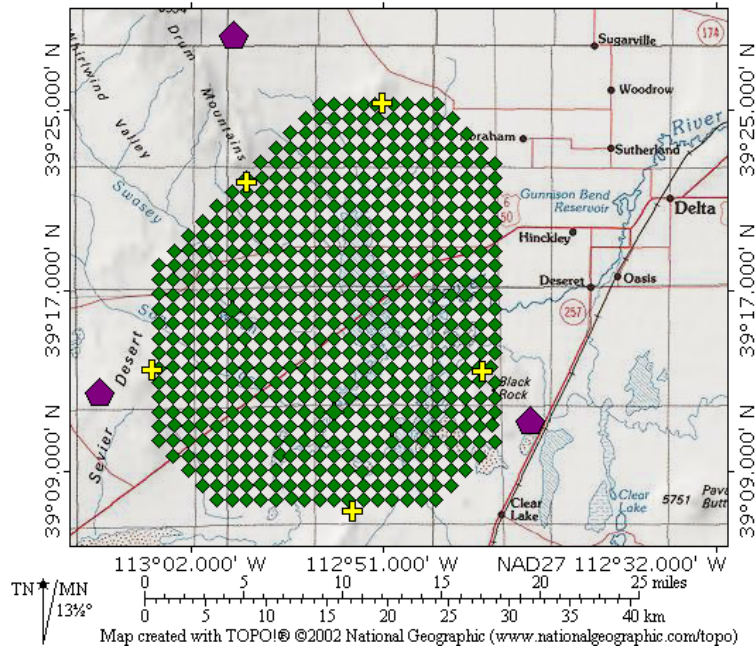 174
Sugarville
Drum
Mountains
Whirlwind
Valley
Woodrow
River
Sutherland
Swasey
Gunnison Bend
Reservoir
6
50
Delta
Hinckley
Deseret
Oasis
257
Desert
Sevier
Black
Rock
Clear
Lake
Clear
Lake
5751
39°25.000' N
39°17.000' N
39°09.000' N
39°25.000' N
39°17.000' N
39°09.000' N
113°02.000' W 112°51.000' W NAD27 112°32.000' W
TN MN
13½°
0 5 10 15 20 25 miles
0 5 10 15 20 25 30 35 40 km
Map created with TOPO!® ©2002 National Geographic (www.nationalgeographic.com/topo)